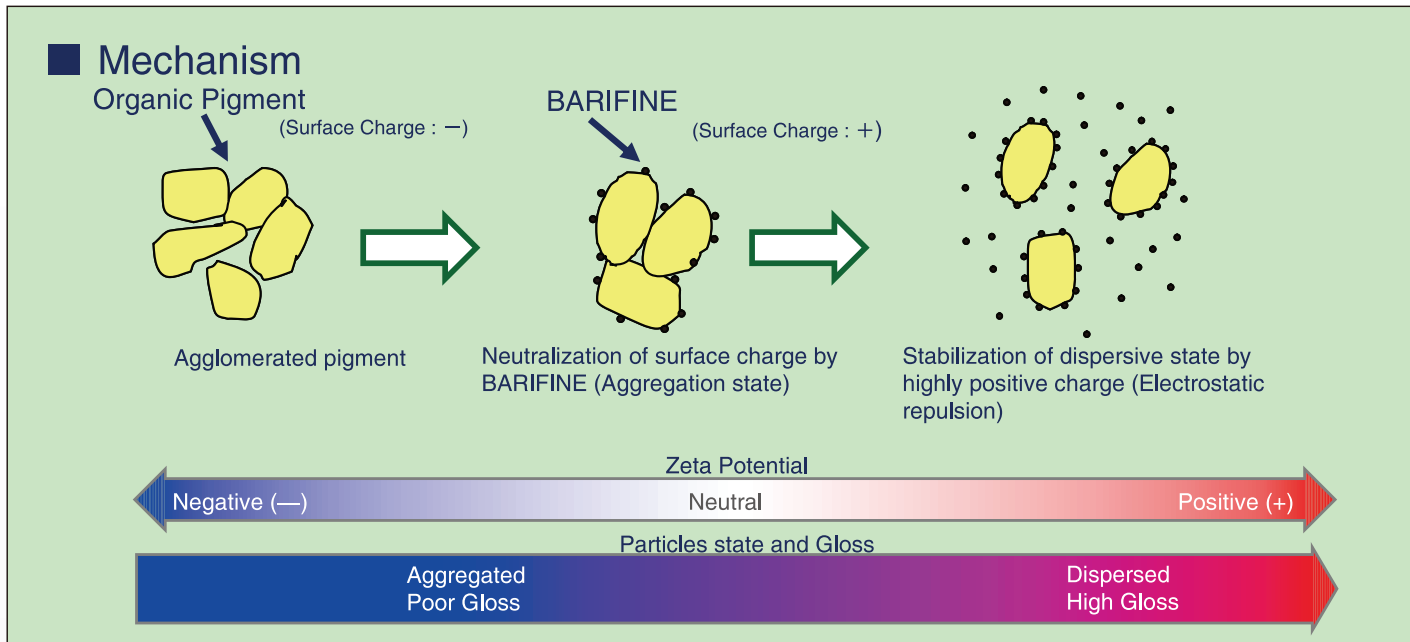 ■ Mechanism
Organic Pigment
(Surface Charge : −)
BARIFINE
(Surface Charge : +)
Agglomerated pigment
Neutralization of surface charge by
BARIFINE (Aggregation state)
Stabilization of dispersive state by
highly positive charge (Electrostatic
repulsion)
Zeta Potential
Negative (—)
Neutral
Positive (+)
Particles state and Gloss
Aggregated
Poor Gloss
Dispersed
High Gloss